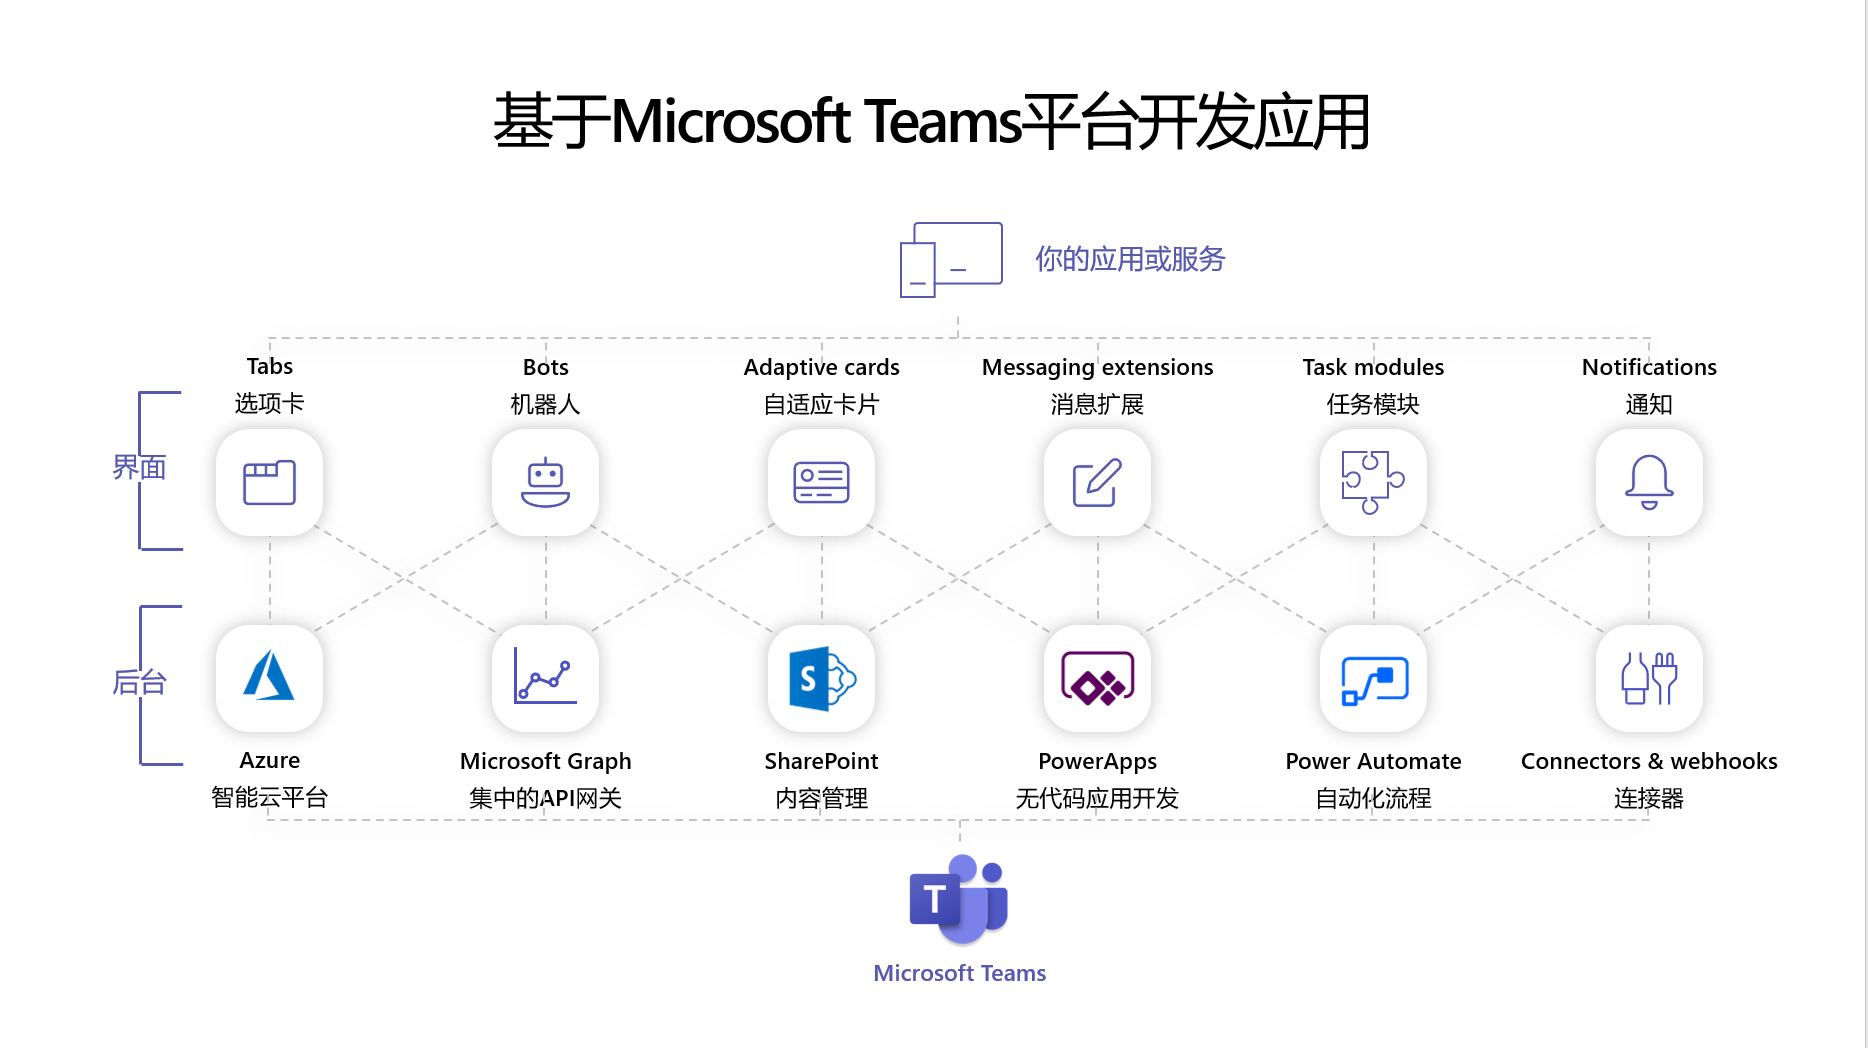 基于Microsoft Teams平台开发应用
你的应用或服务
Tabs
选项卡
Bots
机器人
Adaptive cards
自适应卡片
Messaging extensions
消息扩展
Task modules
任务模块
Notifications
通知
界面
后台
S
Azure
智能云平台
Microsoft Graph
集中的API网关
SharePoint
内容管理
PowerApps
无代码应用开发
Power Automate
自动化流程
Connectors & webhooks
连接器
T
Microsoft Teams